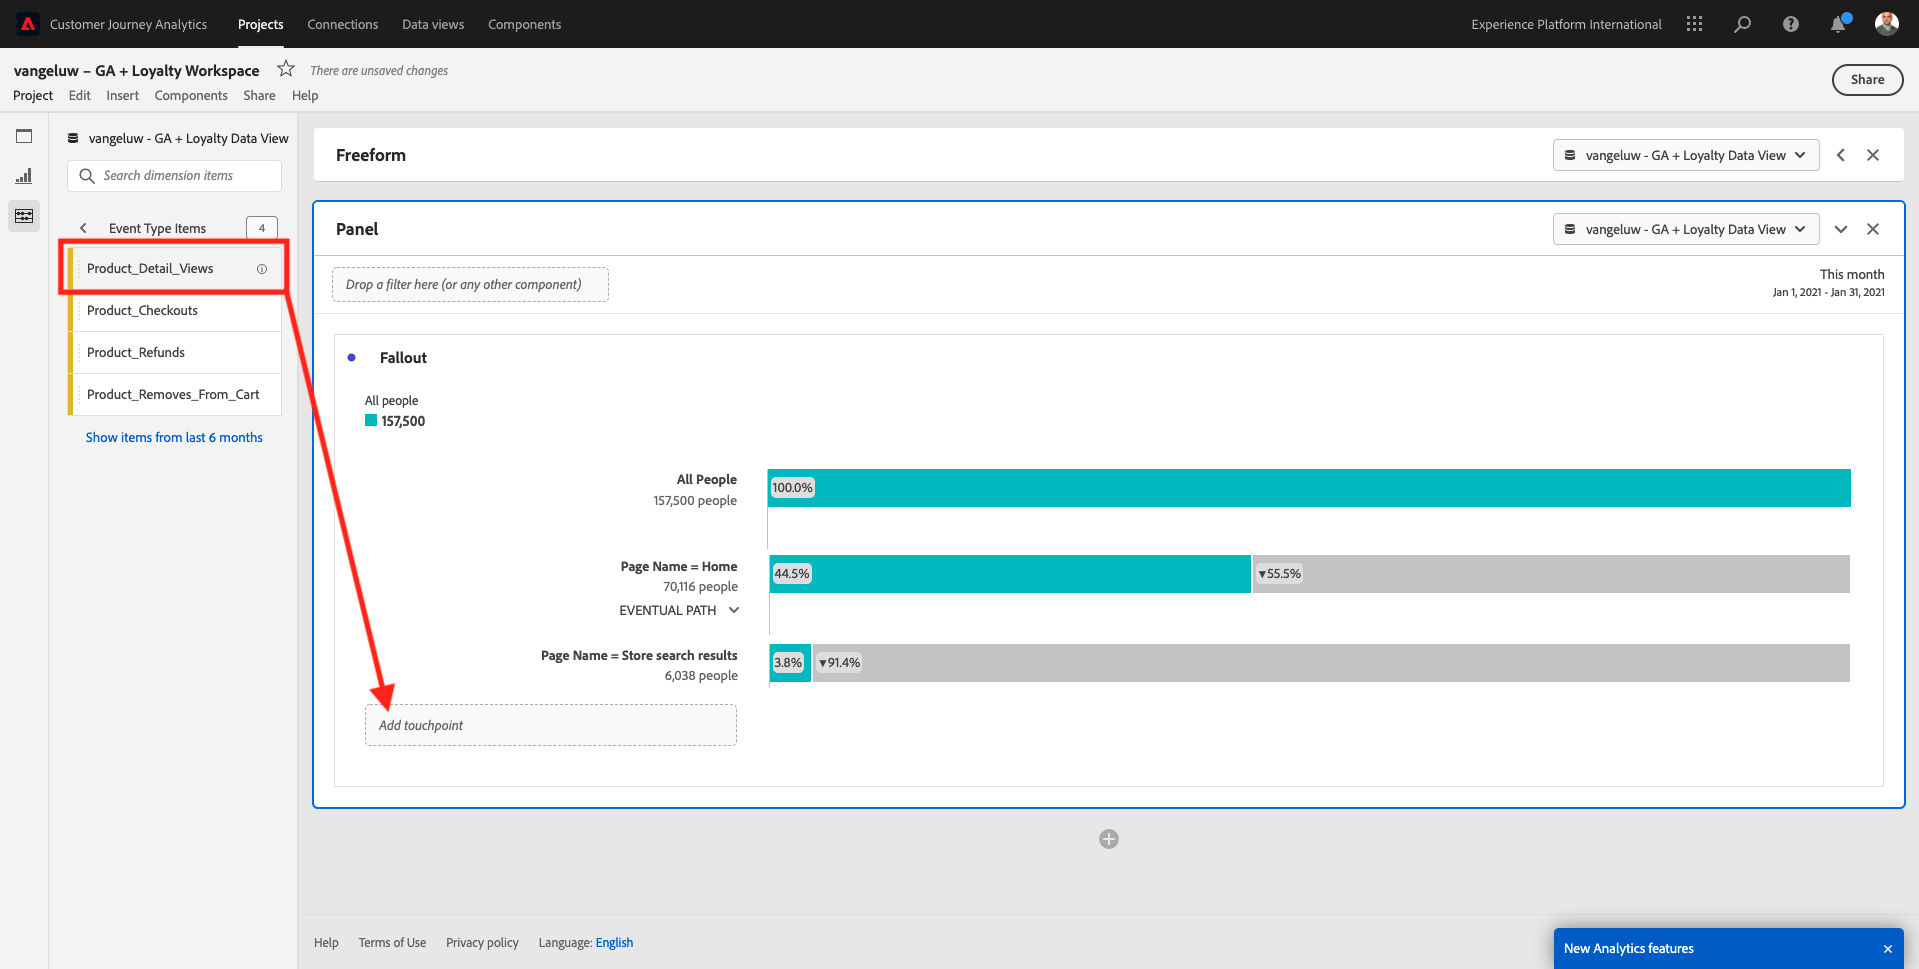 Customer Journey Analytics Projects Connections Data views Components Experience Platform International
vangeluw – GA + Loyalty Workspace There are unsaved changes
Project Edit Insert Components Share Help
Share
vangeluw - GA + Loyalty Data View
Search dimension items
Event Type Items 4
Product_Detail_Views
Product_Checkouts
Product_Refunds
Product_Removes_From_Cart
Show items from last 6 months
Freeform vangeluw - GA + Loyalty Data View
Panel vangeluw - GA + Loyalty Data View
Drop a filter here (or any other component)
This month
Jan 1, 2021 - Jan 31, 2021
Fallout
All people
157,500
All People
157,500 people
100.0%
Page Name = Home
70,116 people
EVENTUAL PATH
44.5% ▼55.5%
Page Name = Store search results
6,038 people
3.8% ▼91.4%
Add touchpoint
Help Terms of Use Privacy policy Language: English
New Analytics features